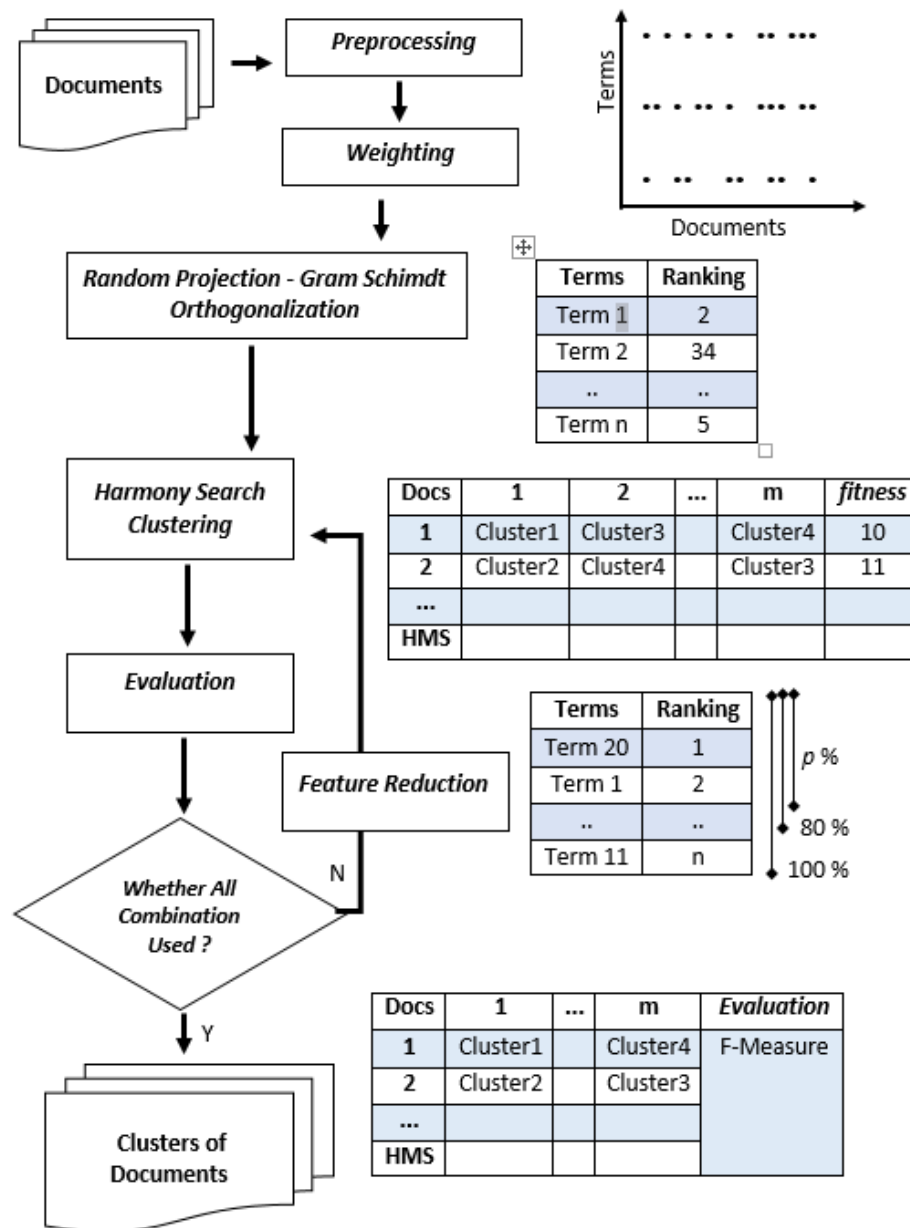 Documents
Preprocessing
Weighting
Terms
Documents
Random Projection - Gram Schimdt
Orthogonalization
Terms Ranking
Term 1 2
Term 2 34
.. ..
Term n 5
Harmony Search
Clustering
Docs 1 2 ... m fitness
1 Cluster1 Cluster3 Cluster4 10
2 Cluster2 Cluster4 Cluster3 11
...
HMS
Evaluation
Feature Reduction
Terms Ranking
Term 20 1
Term 1 2
.. ..
Term 11 n
p %
80 %
100 %
Whether All
Combination
Used ?
N
Y
Docs 1 ... m Evaluation
1 Cluster1 Cluster4 F-Measure
2 Cluster2 Cluster3
...
HMS
Clusters of
Documents